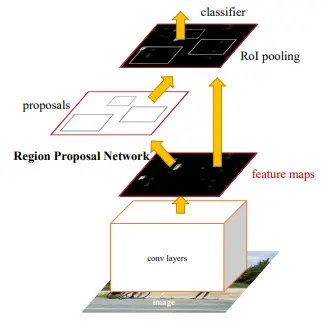 classifier
RoI pooling
proposals
Region Proposal Network
feature maps
conv layers
image